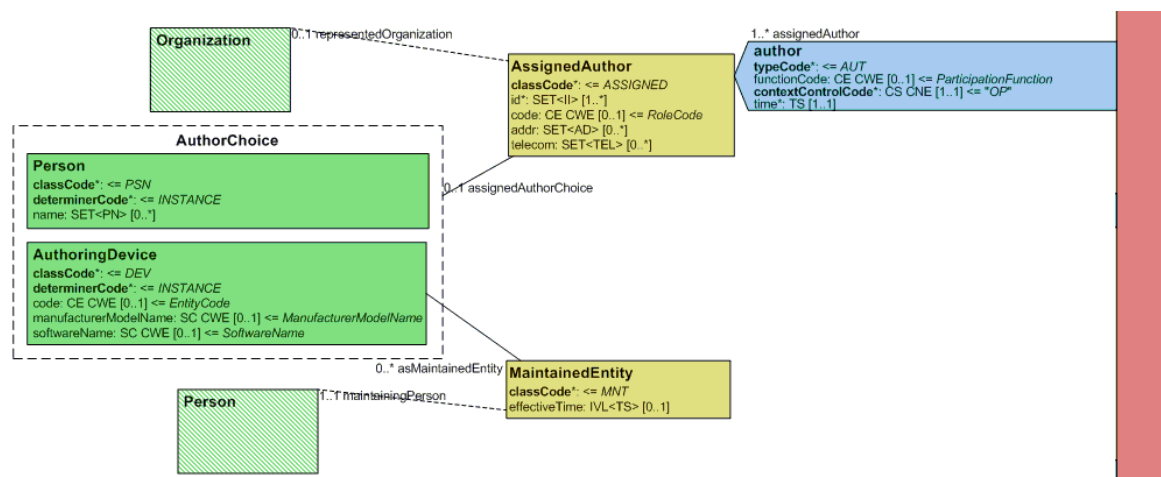 Organization
0..1 representedOrganization
AssignedAuthor
classCode*: <= ASSIGNED
id*: SET<II> [1..*]
code: CE CWE [0..1] <= RoleCode
addr: SET<AD> [0..*]
telecom: SET<TEL> [0..*]
1..* assignedAuthor
author
typeCode*: <= AUT
functionCode: CE CWE [0..1] <= ParticipationFunction
contextControlCode*: CS CNE [1..1] <= "OP"
time*: TS [1..1]
AuthorChoice
Person
classCode*: <= PSN
determinerCode*: <= INSTANCE
name: SET<PN> [0..*]
0..1 assignedAuthorChoice
AuthoringDevice
classCode*: <= DEV
determinerCode*: <= INSTANCE
code: CE CWE [0..1] <= EntityCode
manufacturerModelName: SC CWE [0..1] <= ManufacturerModelName
softwareName: SC CWE [0..1] <= SoftwareName
0..* asMaintainedEntity
MaintainedEntity
classCode*: <= MNT
effectiveTime: IVL<TS> [0..1]
Person
1..1 maintainingPerson